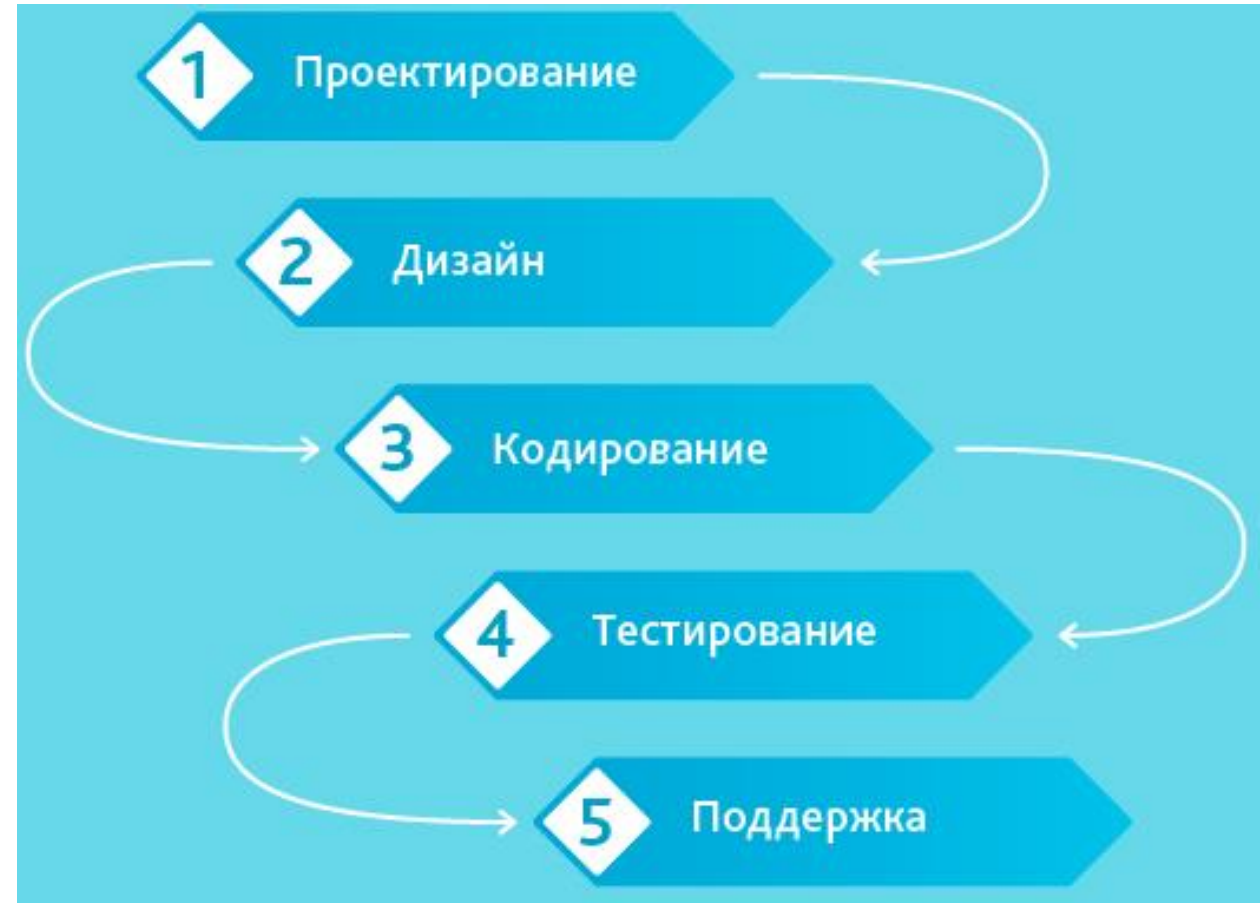 1 Проектирование
2 Дизайн
3 Кодирование
4 Тестирование
5 Поддержка